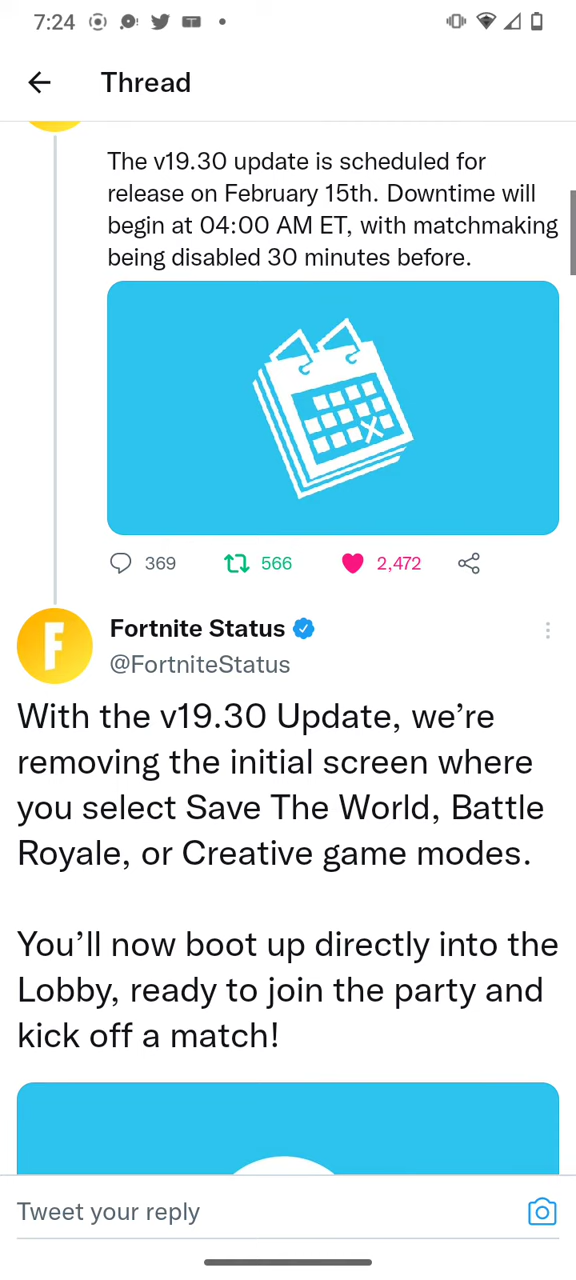 7:24
Thread
The v19.30 update is scheduled for
release on February 15th. Downtime will
begin at 04:00 AM ET, with matchmaking
being disabled 30 minutes before.
369 566 2,472
Fortnite Status
@FortniteStatus
With the v19.30 Update, we’re
removing the initial screen where
you select Save The World, Battle
Royale, or Creative game modes.
You’ll now boot up directly into the
Lobby, ready to join the party and
kick off a match!
Tweet your reply